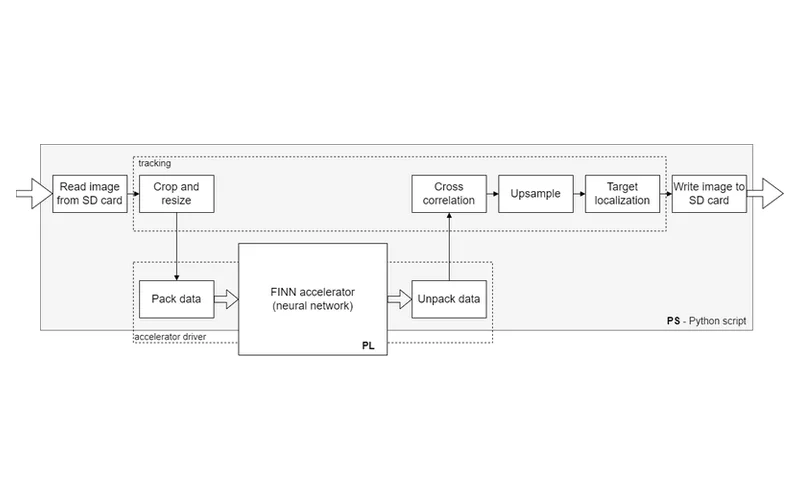 tracking
Read image
from SD card
Crop and
resize
Cross
correlation
Upsample
Target
localization
Write image to
SD card
Pack data
FINN accelerator
(neural network)
Unpack data
PS - Python script
accelerator driver
PL